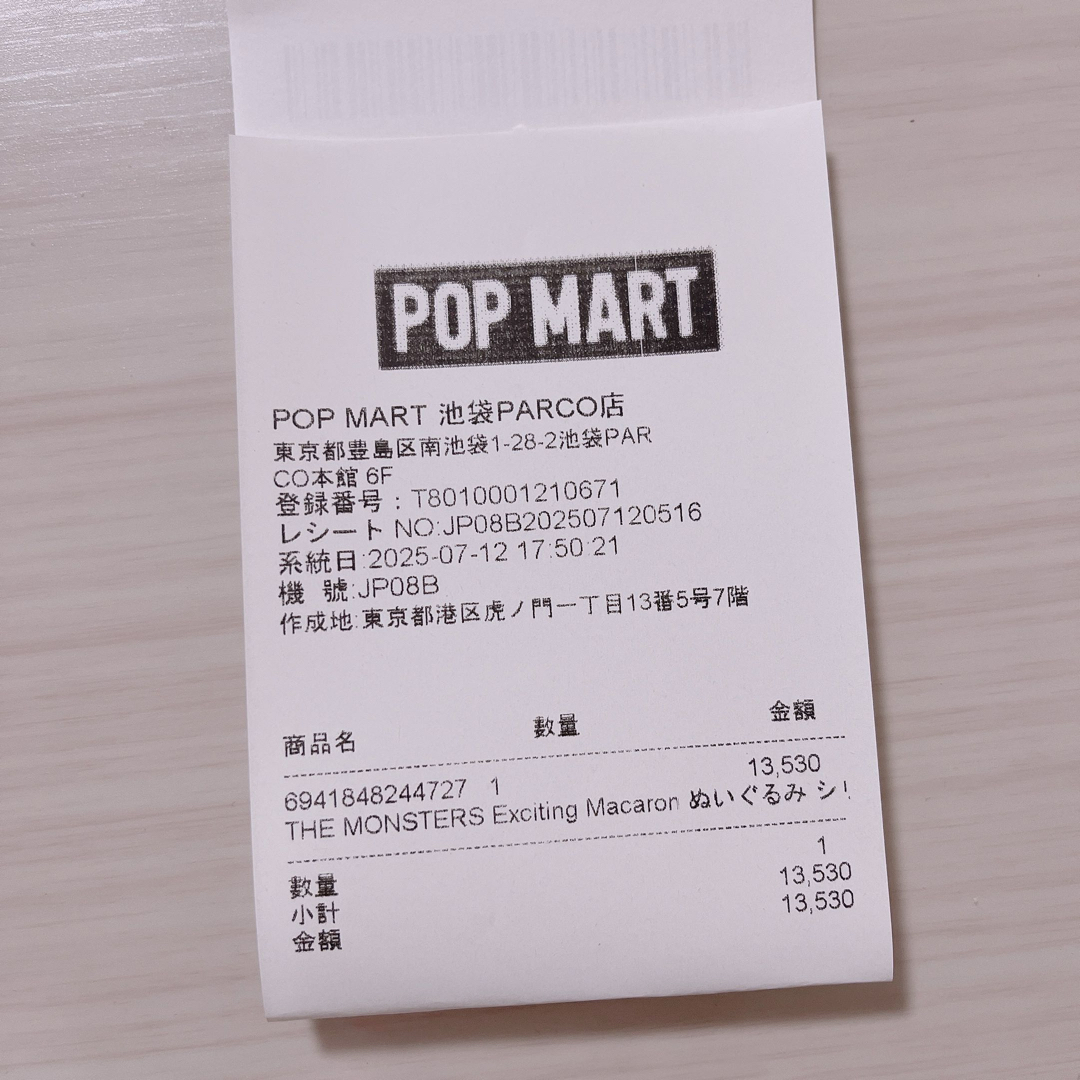 POP MART
POP MART 池袋PARCO店
東京都豊島区南池袋1-28-2池袋PAR
CO本館 6F
登録番号：T8010001210671
レシート NO:JP08B202507120516
系統日:2025-07-12 17:50:21
機 號:JP08B
作成地:東京都港区虎ノ門一丁目13番5号7階
商品名 數量 金額
6941848244727 1 13,530
THE MONSTERS Exciting Macaron ぬいぐるみ シ
數量 1
小計 13,530
金額 13,530